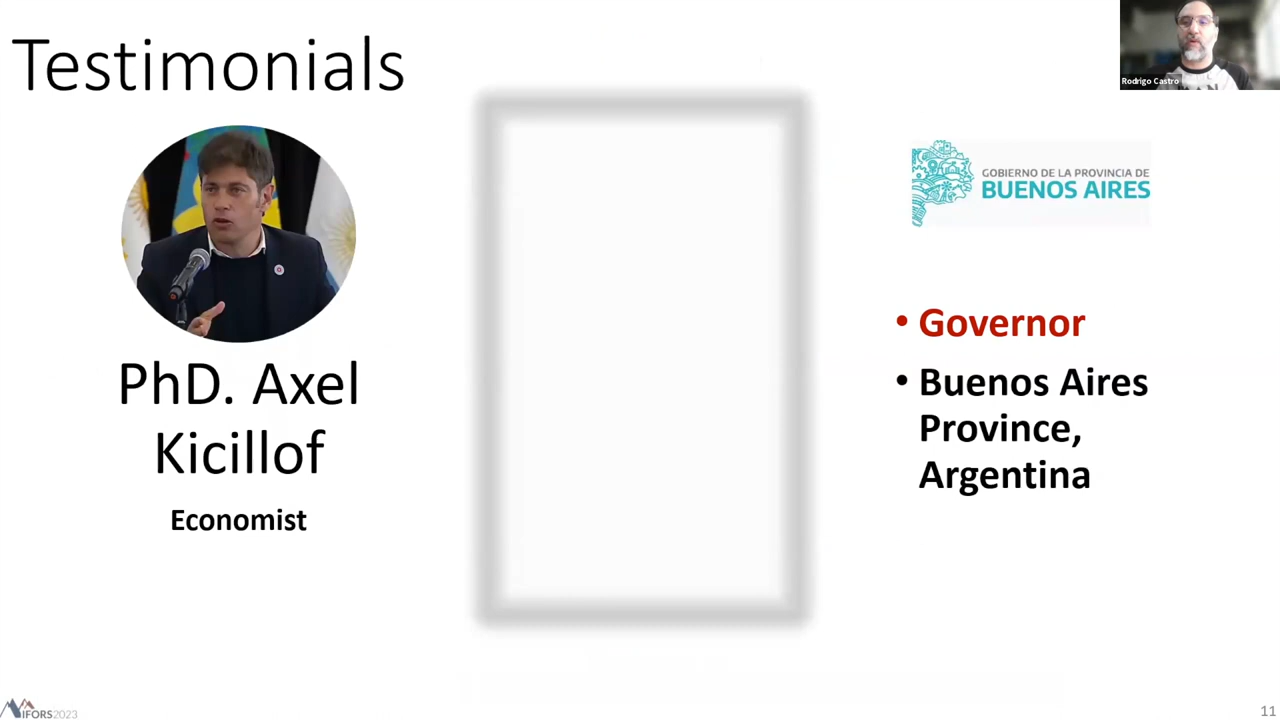 Testimonials
Rodrigo Castro
GOBIERNO DE LA PROVINCIA DE
BUENOS AIRES
• Governor
• Buenos Aires
Province,
Argentina
PhD. Axel
Kicillof
Economist
IFORS2023
11